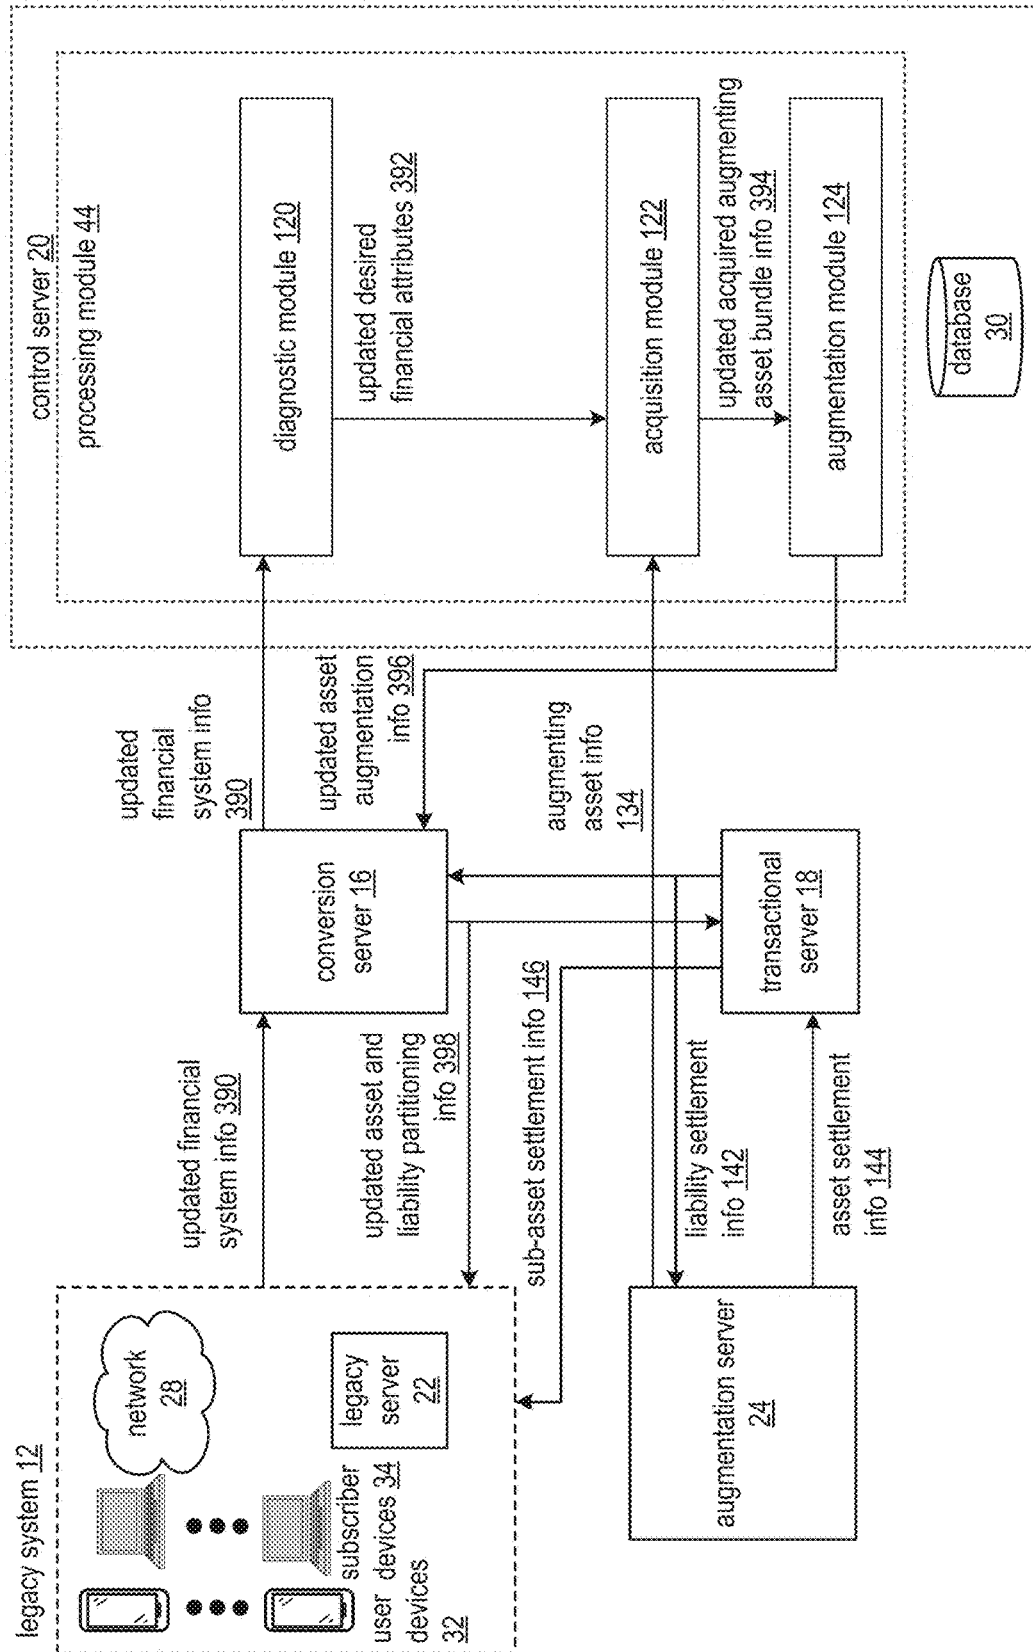 legacy system 12
network
28
legacy
server
22
subscriber
devices 34
user
devices
32
updated financial
system info 390
updated asset and
liability partitioning
info 398
sub-asset settlement info 146
liability settlement
info 142
asset settlement
info 144
augmentation server
24
conversion
server 16
transactional
server 18
updated
financial
system info
390
updated asset
augmentation
info 396
augmenting
asset info
134
control server 20
processing module 44
diagnostic module 120
updated desired
financial attributes 392
acquisition module 122
updated acquired augmenting
asset bundle info 394
augmentation module 124
database
30